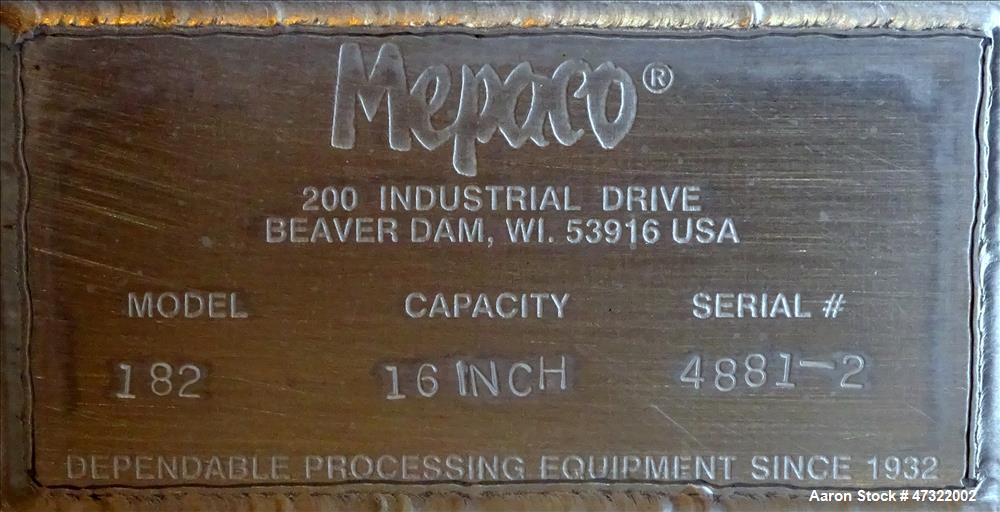 Mepaco®
200 INDUSTRIAL DRIVE
BEAVER DAM, WI. 53916 USA
MODEL CAPACITY SERIAL #
182 16 INCH 4881-2
DEPENDABLE PROCESSING EQUIPMENT SINCE 1932
Aaron Stock # 47322002